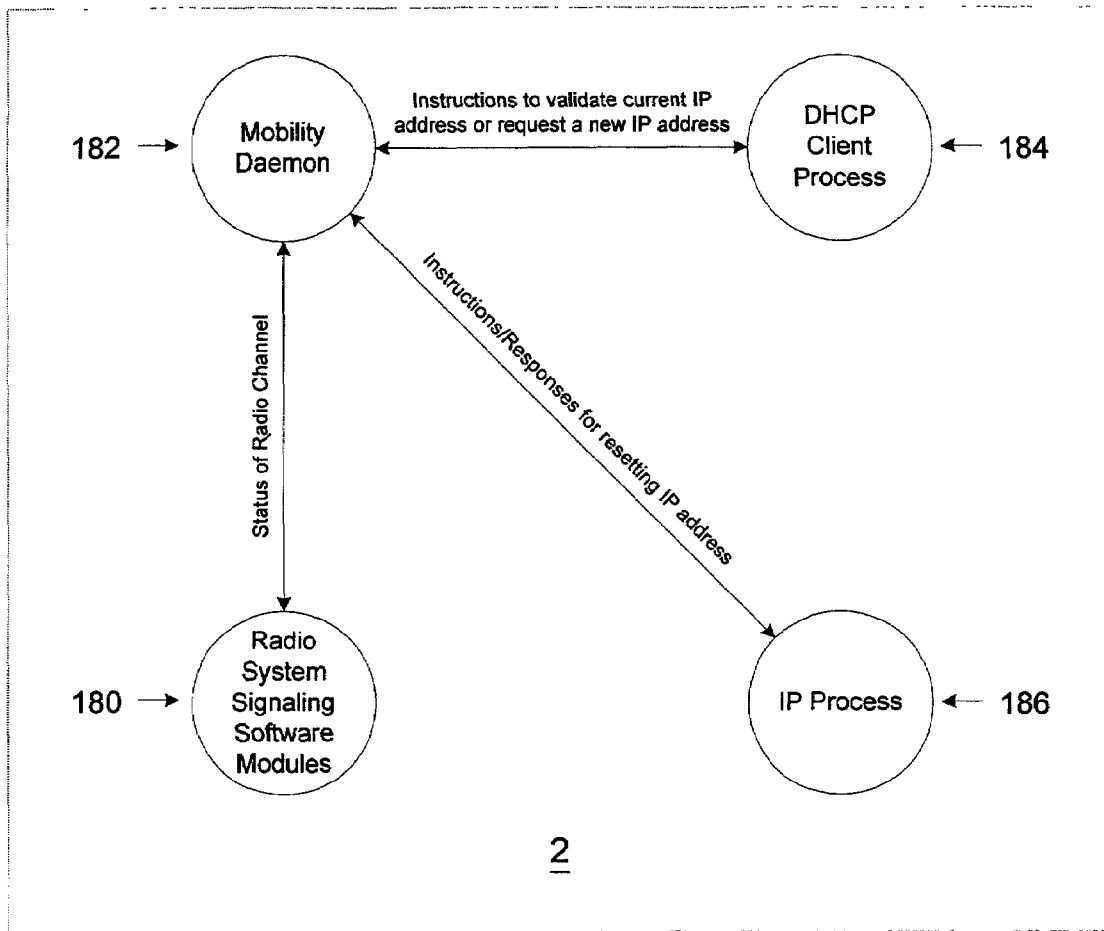 Instructions to validate current IP
address or request a new IP address
182
Mobility
Daemon
DHCP
Client
Process
184
Instructions/Responses for resetting IP address
Status of Radio Channel
180
Radio
System
Signaling
Software
Modules
IP Process
186
2